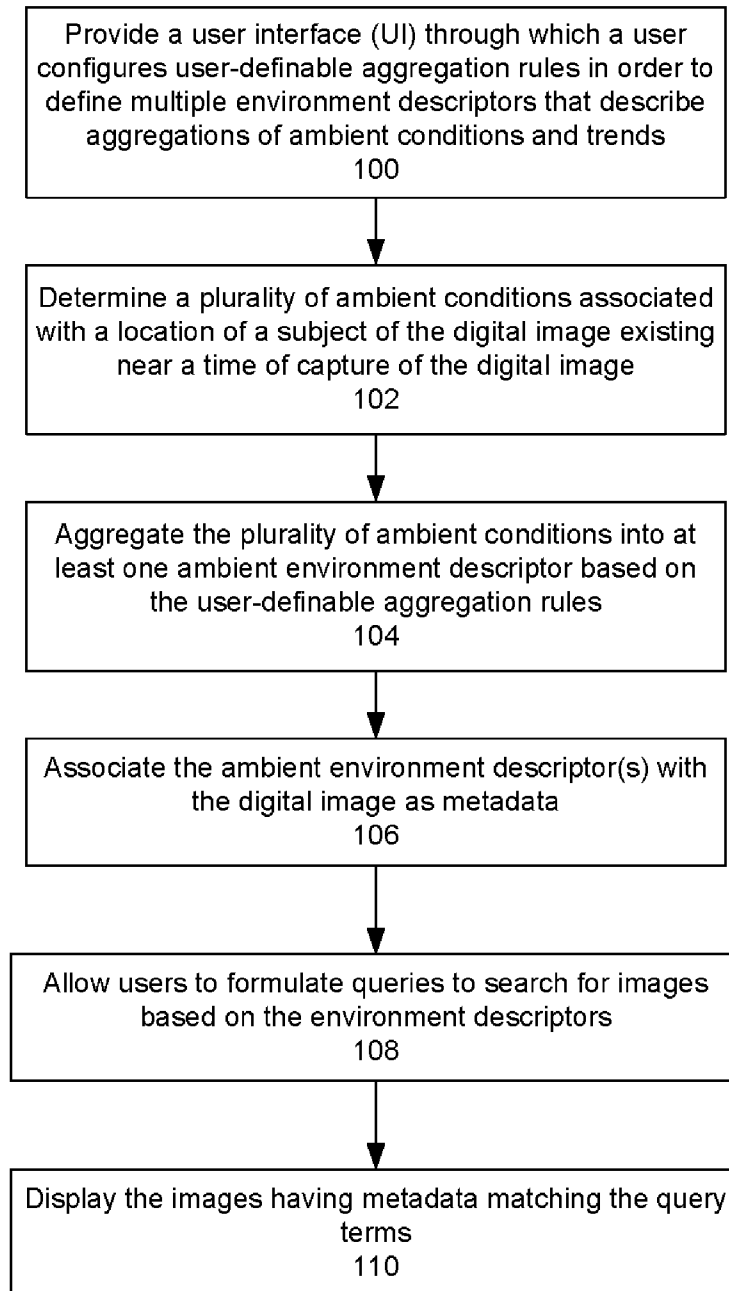 Provide a user interface (UI) through which a user
configures user-definable aggregation rules in order to
define multiple environment descriptors that describe
aggregations of ambient conditions and trends
100
Determine a plurality of ambient conditions associated
with a location of a subject of the digital image existing
near a time of capture of the digital image
102
Aggregate the plurality of ambient conditions into at
least one ambient environment descriptor based on
the user-definable aggregation rules
104
Associate the ambient environment descriptor(s) with
the digital image as metadata
106
Allow users to formulate queries to search for images
based on the environment descriptors
108
Display the images having metadata matching the query
terms
110